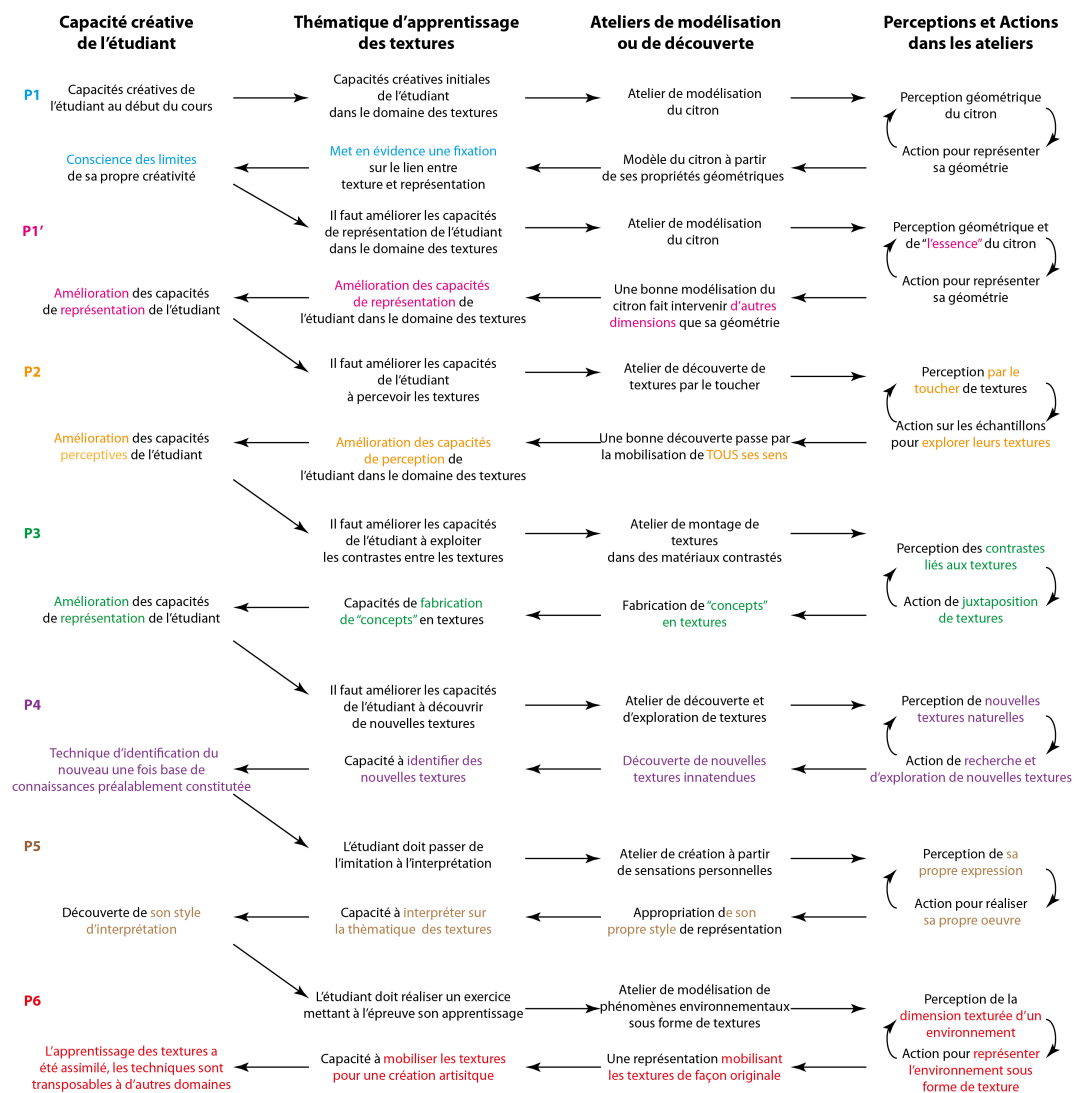 Capacité créative
de l’étudiant
Thématique d’apprentissage
des textures
Ateliers de modélisation
ou de découverte
Perceptions et Actions
dans les ateliers
P1
Capacités créatives de
l’étudiant au début du cours
Capacités créatives initiales
de l’étudiant
dans le domaine des textures
Atelier de modélisation
du citron
Perception géométrique
du citron
Conscience des limites
de sa propre créativité
Met en évidence une fixation
sur le lien entre
texture et représentation
Modèle du citron à partir
de ses propriétés géométriques
Action pour représenter
sa géométrie
P1’
Il faut améliorer les capacités
de représentation de l’étudiant
dans le domaine des textures
Atelier de modélisation
du citron
Perception géométrique et
de “l’essence” du citron
Amélioration des capacités
de représentation de l’étudiant
Amélioration des capacités
de représentation de
l’étudiant dans le domaine des textures
Une bonne modélisation du
citron fait intervenir d’autres
dimensions que sa géométrie
Action pour représenter
sa géométrie
P2
Il faut améliorer les capacités
de l’étudiant
à percevoir les textures
Atelier de découverte de
textures par le toucher
Perception par le
toucher de textures
Amélioration des capacités
perceptives de l’étudiant
Amélioration des capacités
de perception de
l’étudiant dans le domaine des textures
Une bonne découverte passe par
la mobilisation de TOUS ses sens
Action sur les échantillons
pour explorer leurs textures
P3
Il faut améliorer les capacités
de l’étudiant à exploiter
les contrastes entre les textures
Atelier de montage de
textures
dans des matériaux contrastés
Perception des contrastes
liés aux textures
Amélioration des capacités
de représentation de l’étudiant
Capacités de fabrication
de “concepts” en textures
Fabrication de “concepts”
en textures
Action de juxtaposition
de textures
P4
Il faut améliorer les capacités
de l’étudiant à découvrir
de nouvelles textures
Atelier de découverte et
d’exploration de textures
Perception de nouvelles
textures naturelles
Technique d’identification du
nouveau une fois base de
connaissances préalablement constitutée
Capacité à identifier des
nouvelles textures
Découverte de nouvelles
textures innatendues
Action de recherche et
d’exploration de nouvelles textures
P5
L’étudiant doit passer de
l’imitation à l’interprétation
Atelier de création à partir
de sensations personnelles
Perception de sa
propre expression
Découverte de son style
d’interprétation
Capacité à interpréter sur
la thèmatique des textures
Appropriation de son
propre style de représentation
Action pour réaliser
sa propre oeuvre
P6
L’étudiant doit réaliser un exercice
mettant à l’épreuve son apprentissage
Atelier de modélisation de
phénomènes environnementaux
sous forme de textures
Perception de la
dimension texturée d’un
environnement
L’apprentissage des textures a
été assimilé, les techniques sont
transposables à d’autres domaines
Capacité à mobiliser les textures
pour une création artisitque
Une représentation mobilisant
les textures de façon originale
Action pour représenter
l’environnement sous
forme de texture